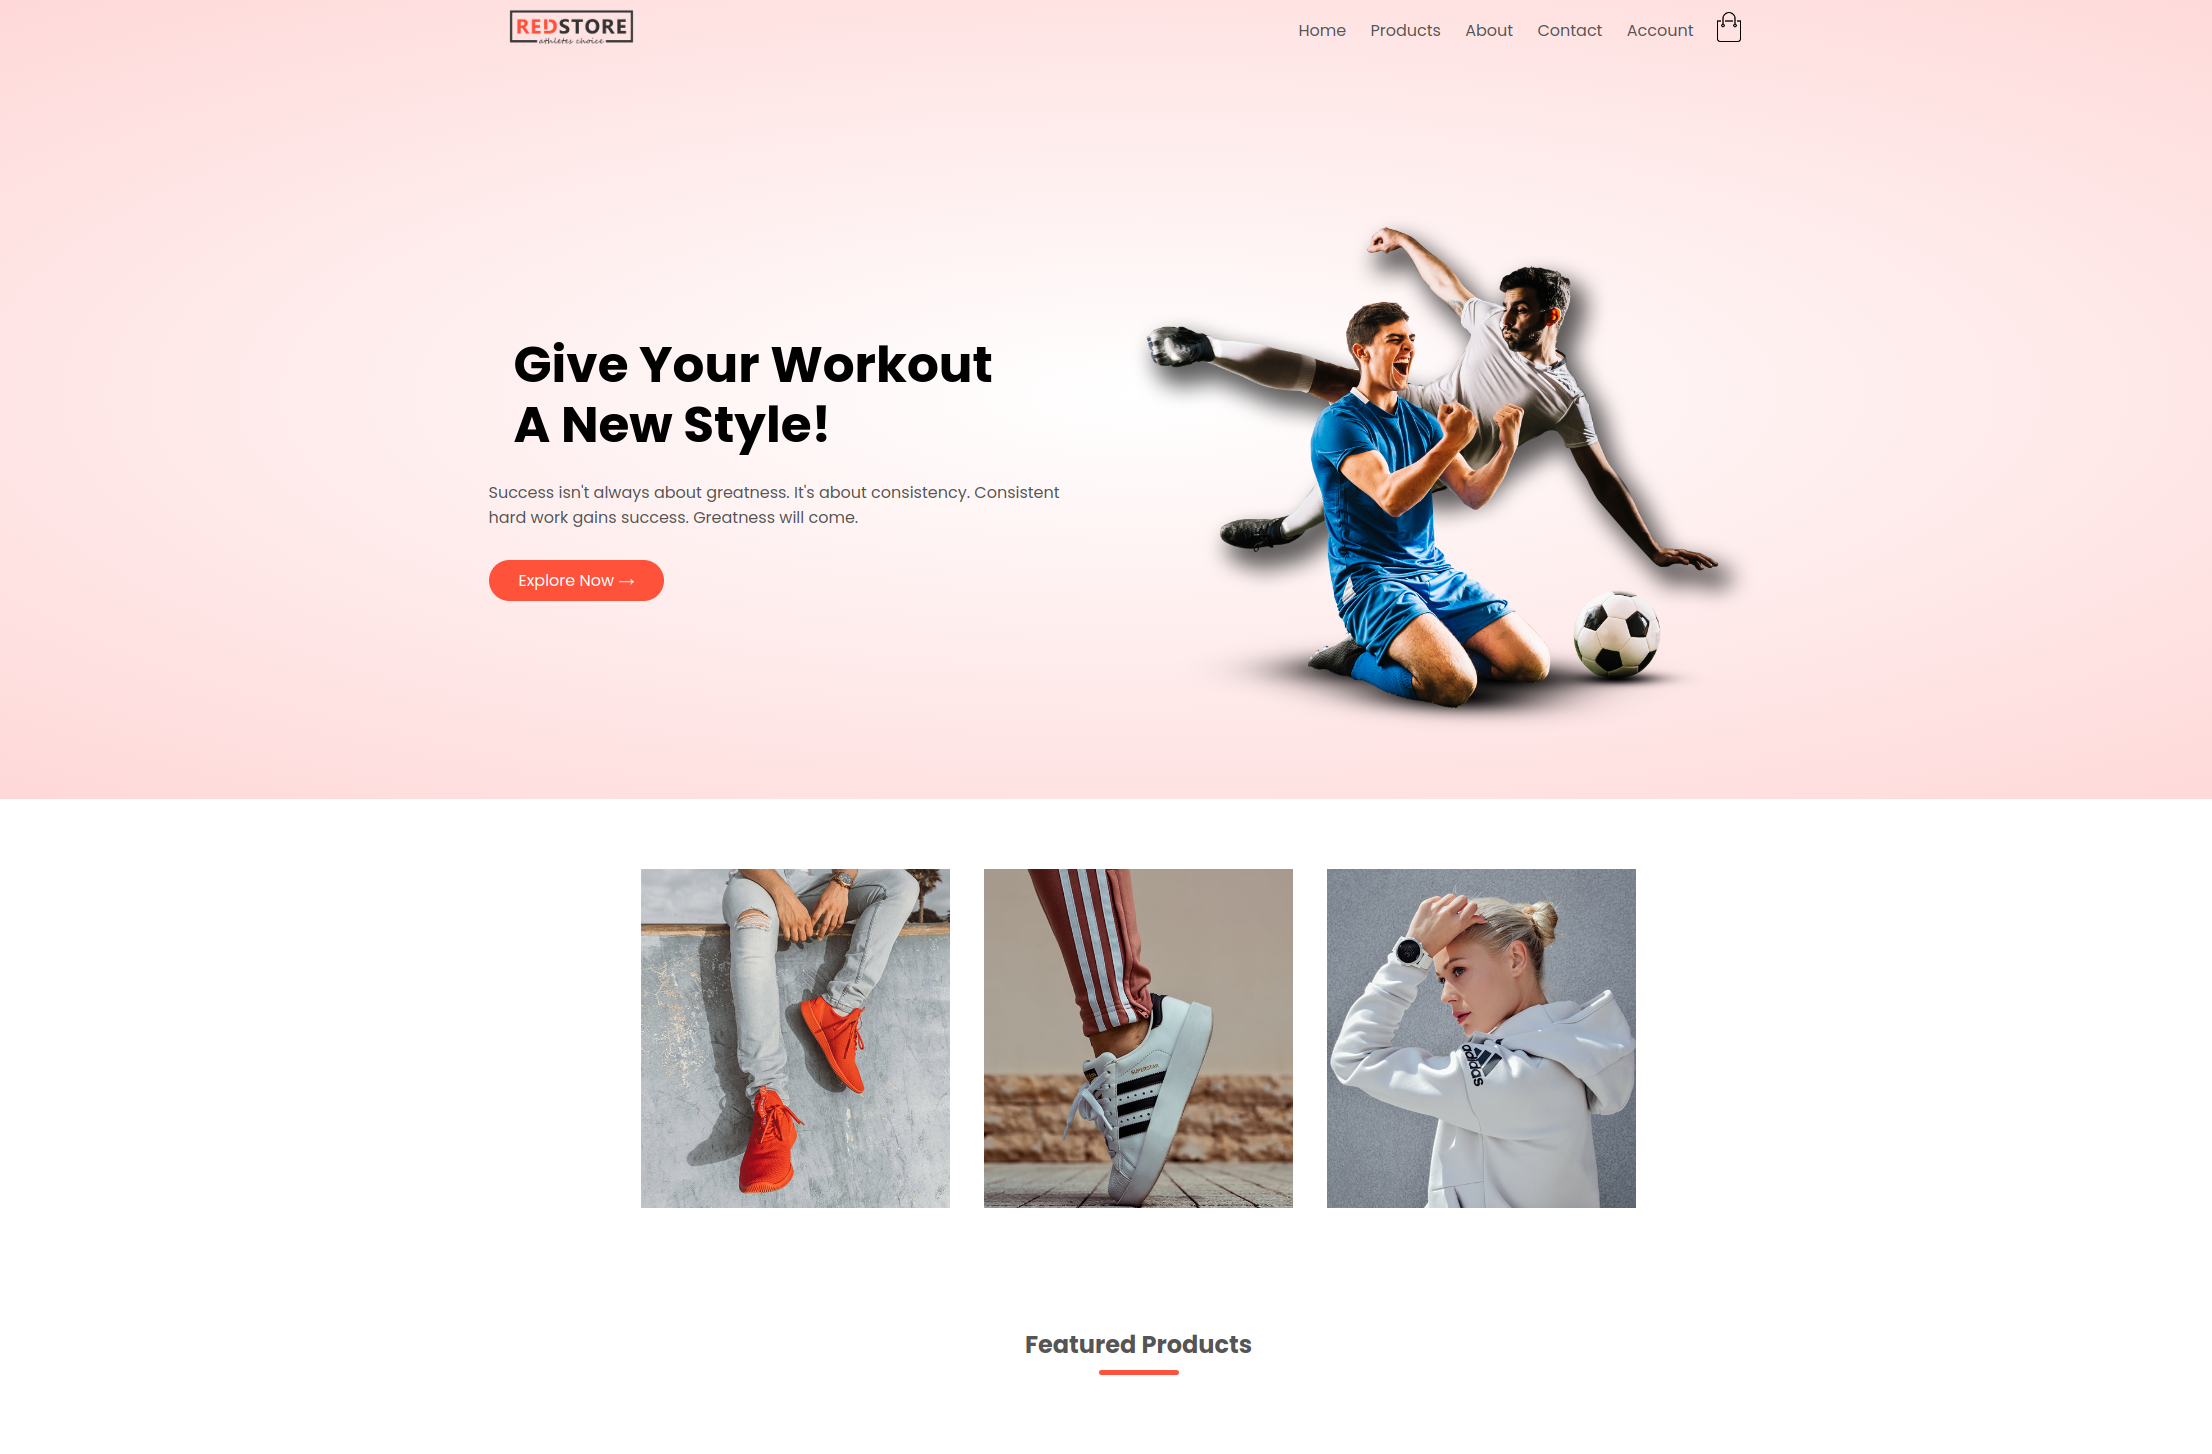 REDSTORE
athletes choice
Home Products About Contact Account
Give Your Workout
A New Style!
Success isn't always about greatness. It's about consistency. Consistent
hard work gains success. Greatness will come.
Explore Now →
SUPERSTAR
adidas
Featured Products